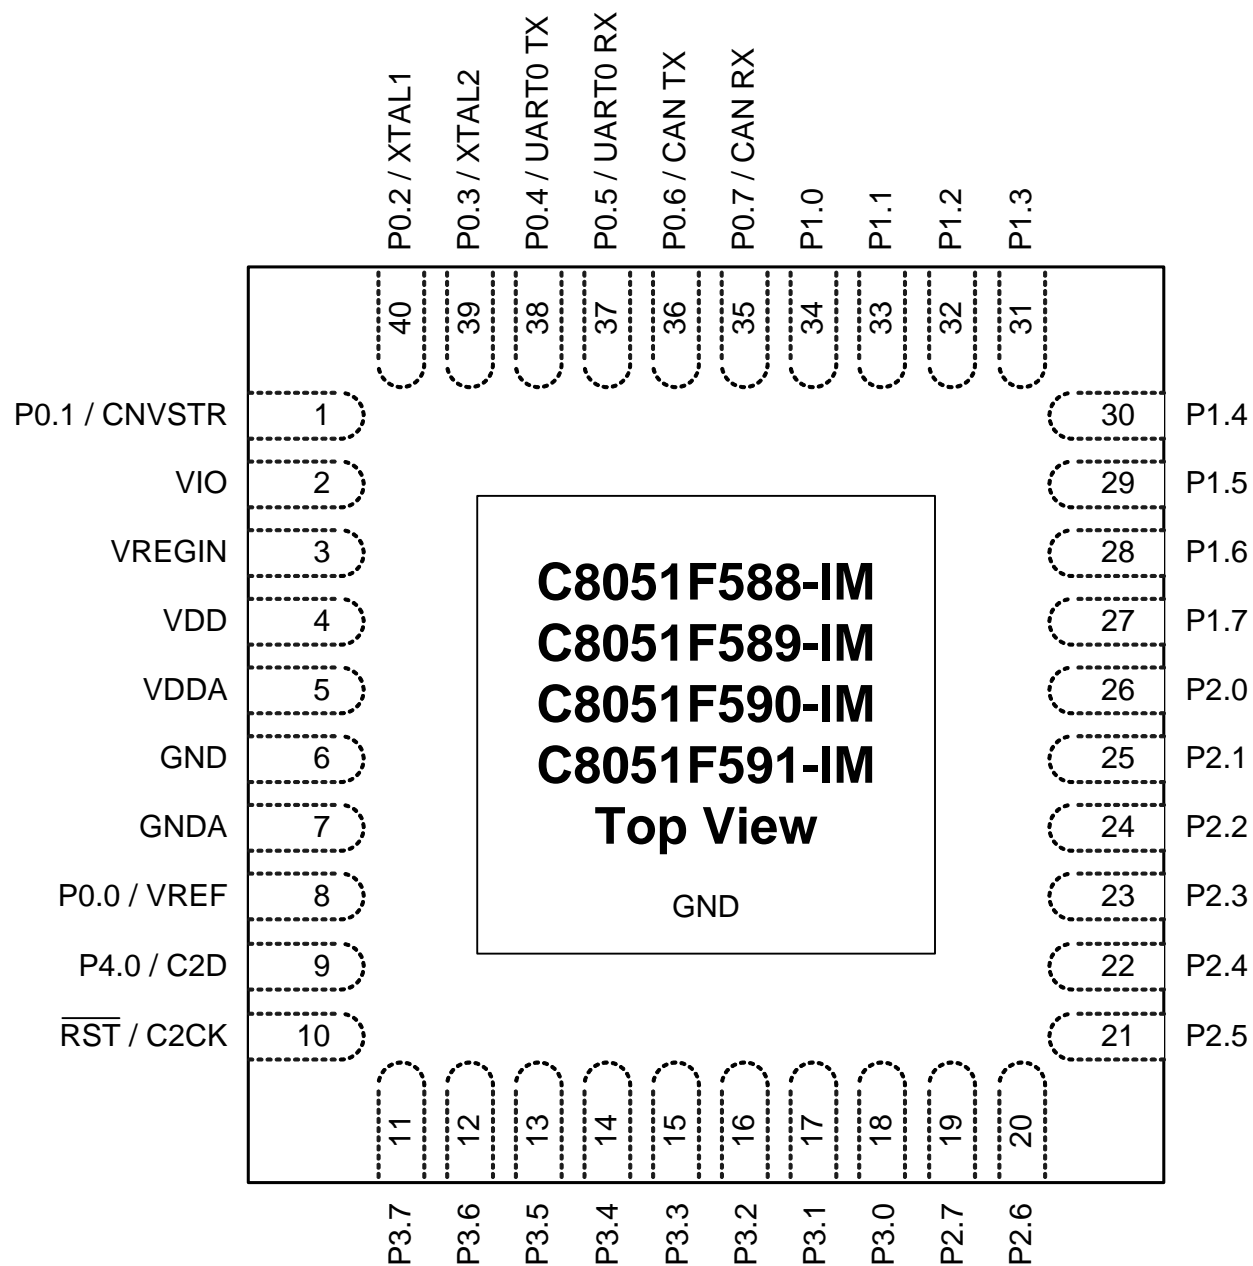 P0.2 / XTAL1
P0.3 / XTAL2
P0.4 / UART0 TX
P0.5 / UART0 RX
P0.6 / CAN TX
P0.7 / CAN RX
P1.0
P1.1
P1.2
P1.3
40
39
38
37
36
35
34
33
32
31
P0.1 / CNVSTR 1
VIO 2
VREGIN 3
VDD 4
VDDA 5
GND 6
GNDA 7
P0.0 / VREF 8
P4.0 / C2D 9
R̅S̅T̅ / C2CK 10
C8051F588-IM
C8051F589-IM
C8051F590-IM
C8051F591-IM
Top View
GND
30 P1.4
29 P1.5
28 P1.6
27 P1.7
26 P2.0
25 P2.1
24 P2.2
23 P2.3
22 P2.4
21 P2.5
11
12
13
14
15
16
17
18
19
20
P3.7
P3.6
P3.5
P3.4
P3.3
P3.2
P3.1
P3.0
P2.7
P2.6